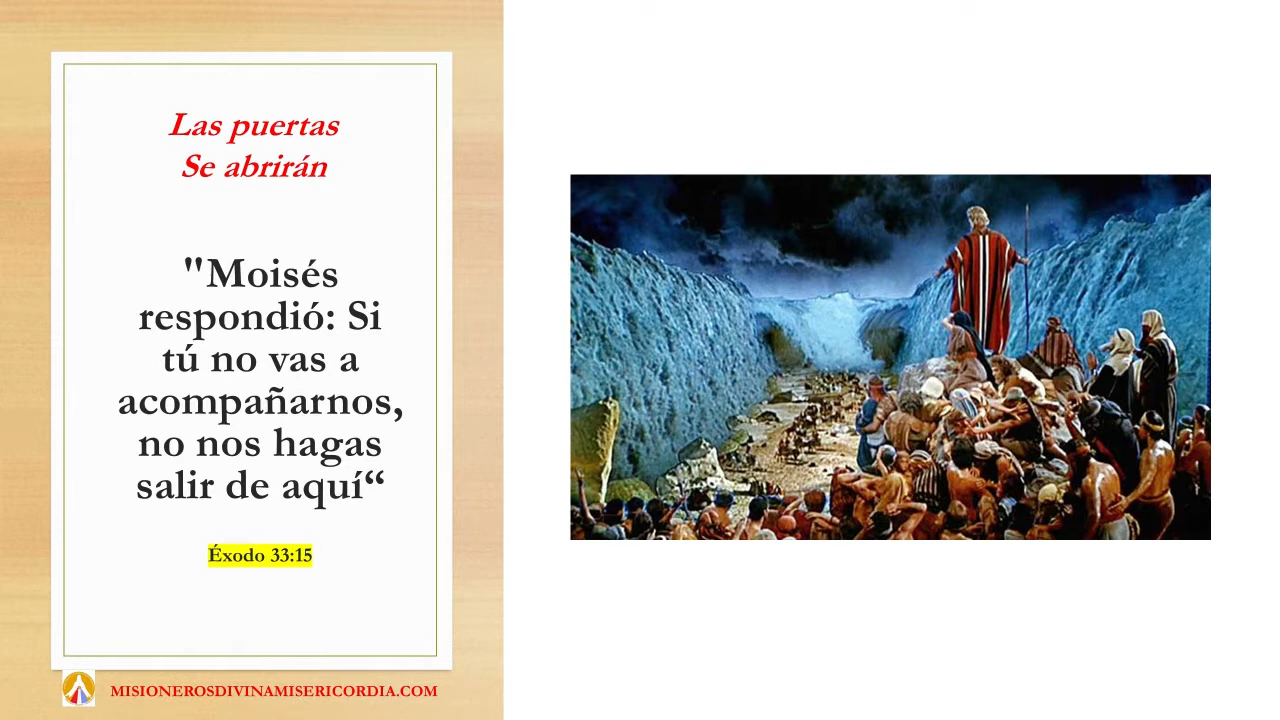 Las puertas
Se abrirán
"Moisés
respondió: Si
tú no vas a
acompañarnos,
no nos hagas
salir de aquí“
Éxodo 33:15
MISIONEROSDIVINAMISERICORDIA.COM